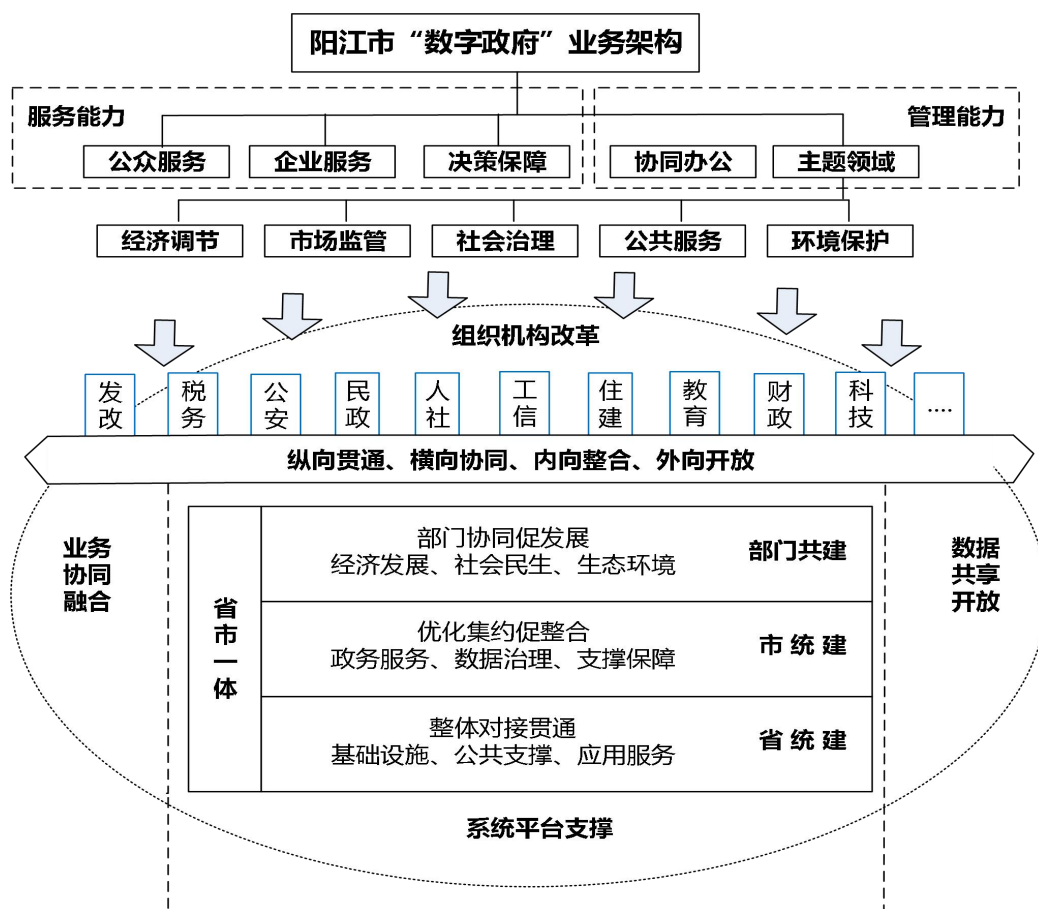 阳江市“数字政府”业务架构
服务能力
管理能力
公众服务
企业服务
决策保障
协同办公
主题领域
经济调节
市场监管
社会治理
公共服务
环境保护
组织机构改革
发改
税务
公安
民政
人社
工信
住建
教育
财政
科技
....
纵向贯通、横向协同、内向整合、外向开放
业务
协同
融合
省市一体
部门协同促发展
经济发展、社会民生、生态环境
部门共建
优化集约促整合
政务服务、数据治理、支撑保障
市统建
整体对接贯通
基础设施、公共支撑、应用服务
省统建
数据
共享
开放
系统平台支撑